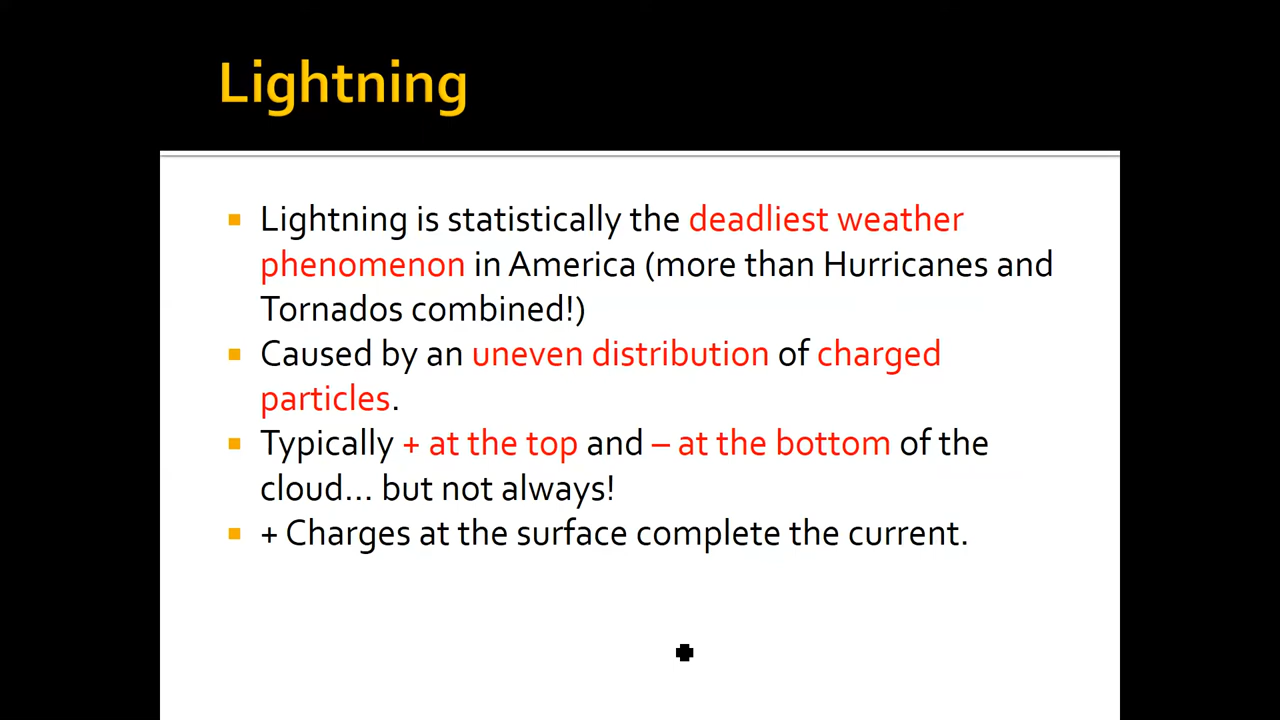 Lightning
Lightning is statistically the deadliest weather
phenomenon in America (more than Hurricanes and
Tornados combined!)
Caused by an uneven distribution of charged
particles.
Typically + at the top and – at the bottom of the
cloud... but not always!
+ Charges at the surface complete the current.